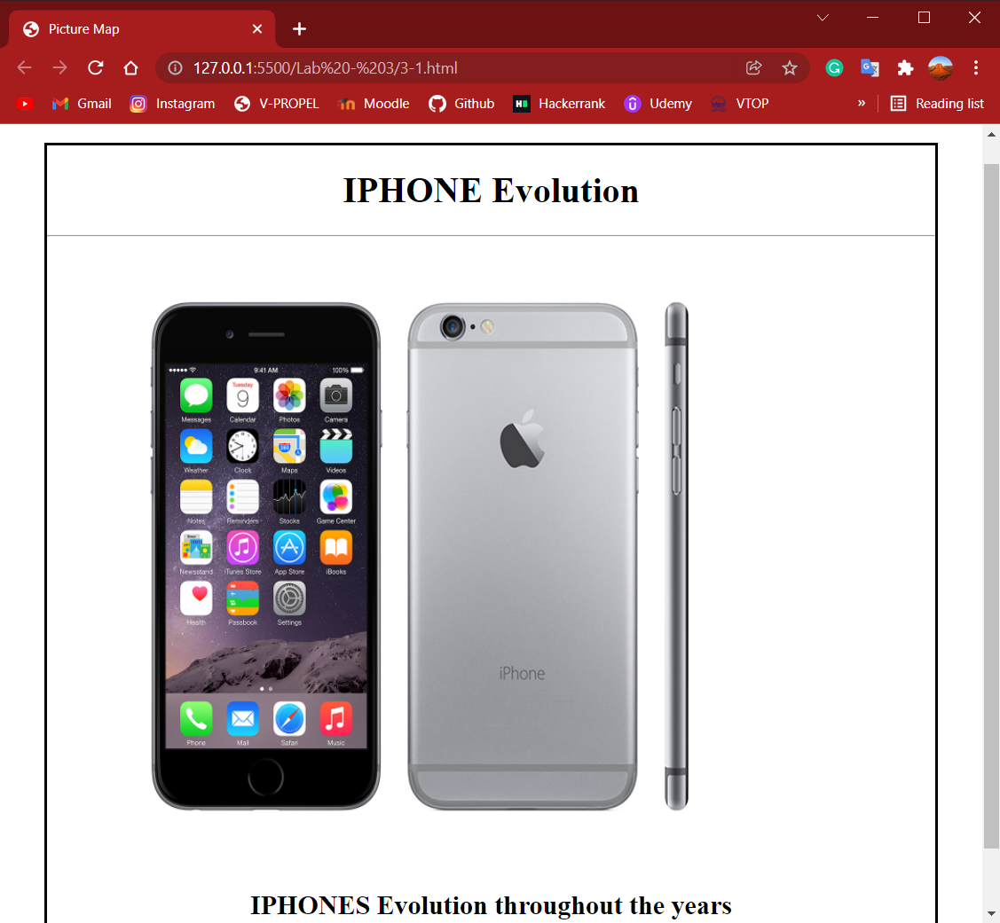 Picture Map
127.0.0.1:5500/Lab%20-%203/3-1.html
Gmail Instagram V-PROPEL Moodle Github Hackerrank Udemy VTOP » Reading list
IPHONE Evolution
9:41 AM 100%
Tuesday
9
Messages Calendar Photos Camera
280
Weather Clock Maps Videos
Notes Reminders Stocks Game Center
Newsstand iTunes Store App Store iBooks
Health Passbook Settings
iPhone
Phone Mail Safari Music
IPHONES Evolution throughout the years